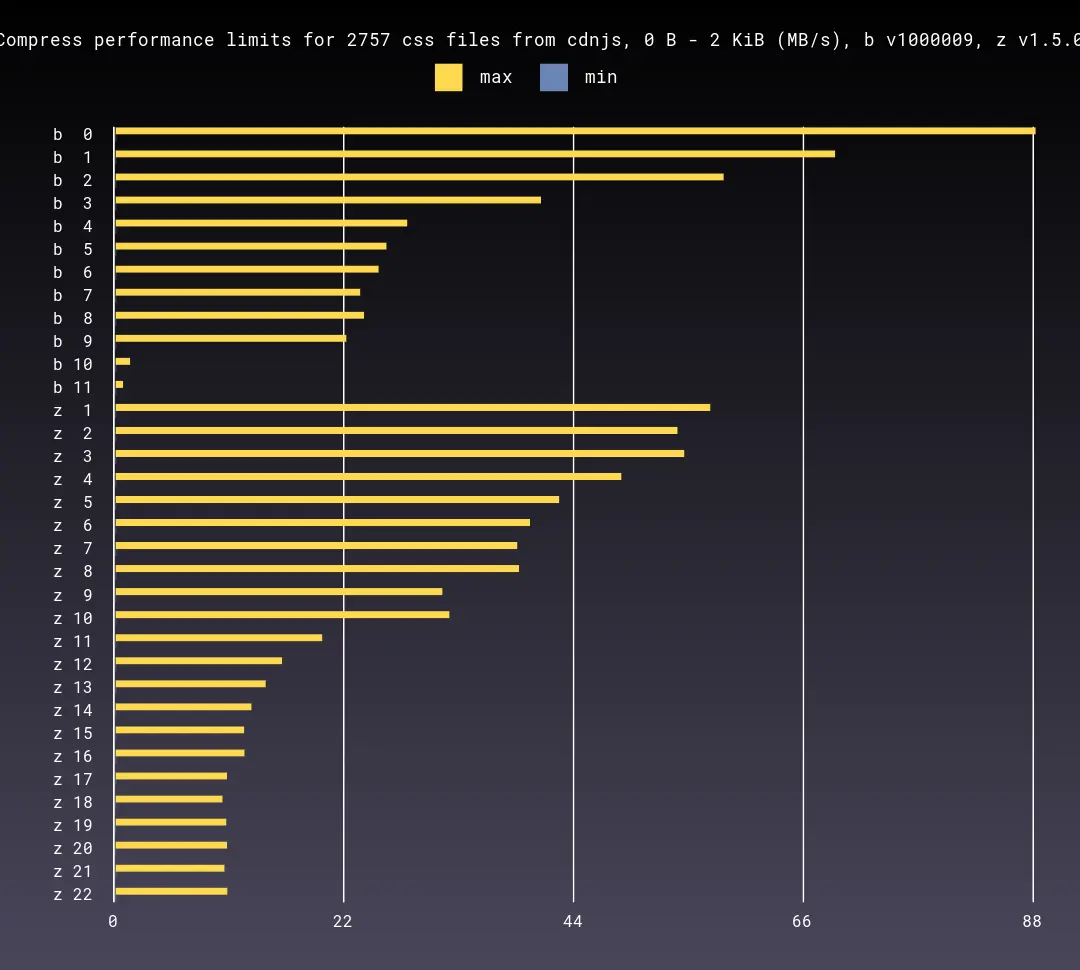 Compress performance limits for 2757 css files from cdnjs, 0 B - 2 KiB (MB/s), b v1000009, z v1.5.0
max min
b 0
b 1
b 2
b 3
b 4
b 5
b 6
b 7
b 8
b 9
b 10
b 11
z 1
z 2
z 3
z 4
z 5
z 6
z 7
z 8
z 9
z 10
z 11
z 12
z 13
z 14
z 15
z 16
z 17
z 18
z 19
z 20
z 21
z 22
0 22 44 66 88